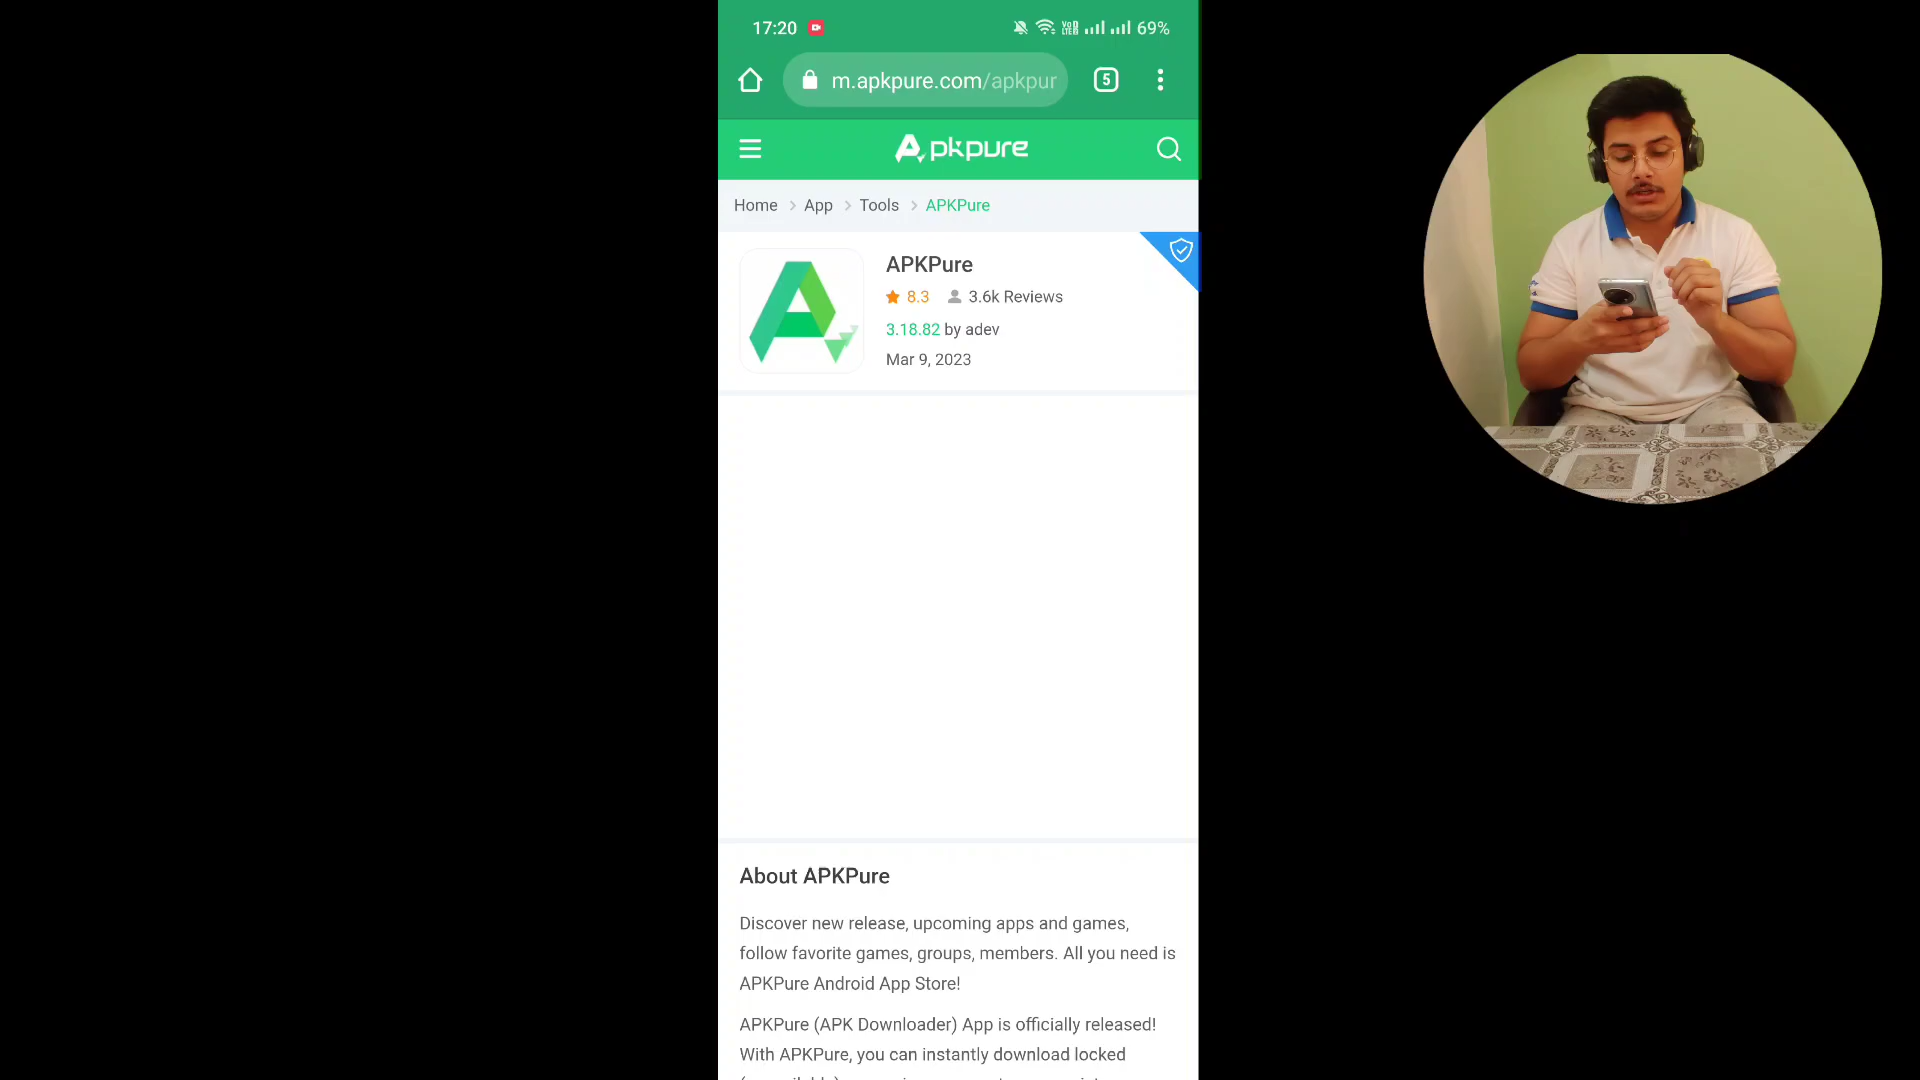 17:20
69%
m.apkpure.com/apkpur
5
Apkpure
Home > App > Tools > APKPure
APKPure
8.3 3.6k Reviews
3.18.82 by adev
Mar 9, 2023
About APKPure
Discover new release, upcoming apps and games,
follow favorite games, groups, members. All you need is
APKPure Android App Store!
APKPure (APK Downloader) App is officially released!
With APKPure, you can instantly download locked